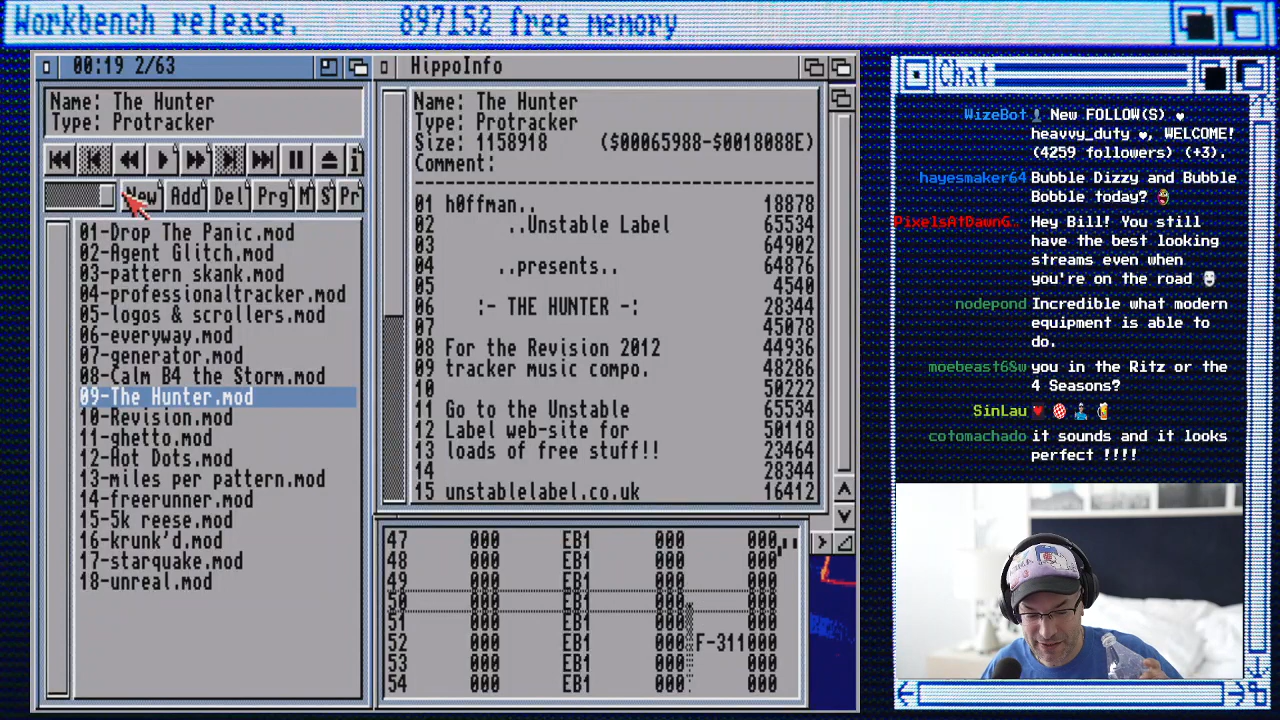 Workbench release. 897152 free memory
00:19 2/63
Name: The Hunter
Type: Protracker
New Add Del Prg M S Pr
01-Drop The Panic.mod
02-Agent Glitch.mod
03-pattern skank.mod
04-professionaltracker.mod
05-logos & scrollers.mod
06-everyway.mod
07-generator.mod
08-Calm B4 the Storm.mod
09-The Hunter.mod
10-Revision.mod
11-ghetto.mod
12-Hot Dots.mod
13-miles per pattern.mod
14-freerunner.mod
15-5k reese.mod
16-krunk'd.mod
17-starquake.mod
18-unreal.mod
HippoInfo
Name: The Hunter
Type: Protracker
Size: 1158918 ($00065988-$0018088E)
Comment:
----------------------------------------
01 h0ffman.. 18878
02 ..Unstable Label 65534
03 64902
04 ..presents.. 64876
05 4540
06 :- THE HUNTER -: 28344
07 45078
08 For the Revision 2012 44936
09 tracker music compo. 48286
10 50222
11 Go to the Unstable 65534
12 Label web-site for 50118
13 loads of free stuff!! 23464
14 28344
15 unstablelabel.co.uk 16412
47 000 EB1 000 000
48 000 EB1 000 000
49 000 EB1 000 000
50 000 EB1 000 000
51 000 EB1 000 000
52 000 EB1 000 F-311000
53 000 EB1 000 000
54 000 EB1 000 000
Chat
WizeBot New FOLLOW(S) ♥
heavvy_duty ♥, WELCOME!
(4259 followers) (+3).
hayesmaker64 Bubble Dizzy and Bubble
Bobble today?
PixelsAtDawnG… Hey Bill! You still
have the best looking
streams even when
you're on the road
nodepond Incredible what modern
equipment is able to
do.
moebeast68w you in the Ritz or the
4 Seasons?
SinLau
cotomachado it sounds and it looks
perfect !!!!